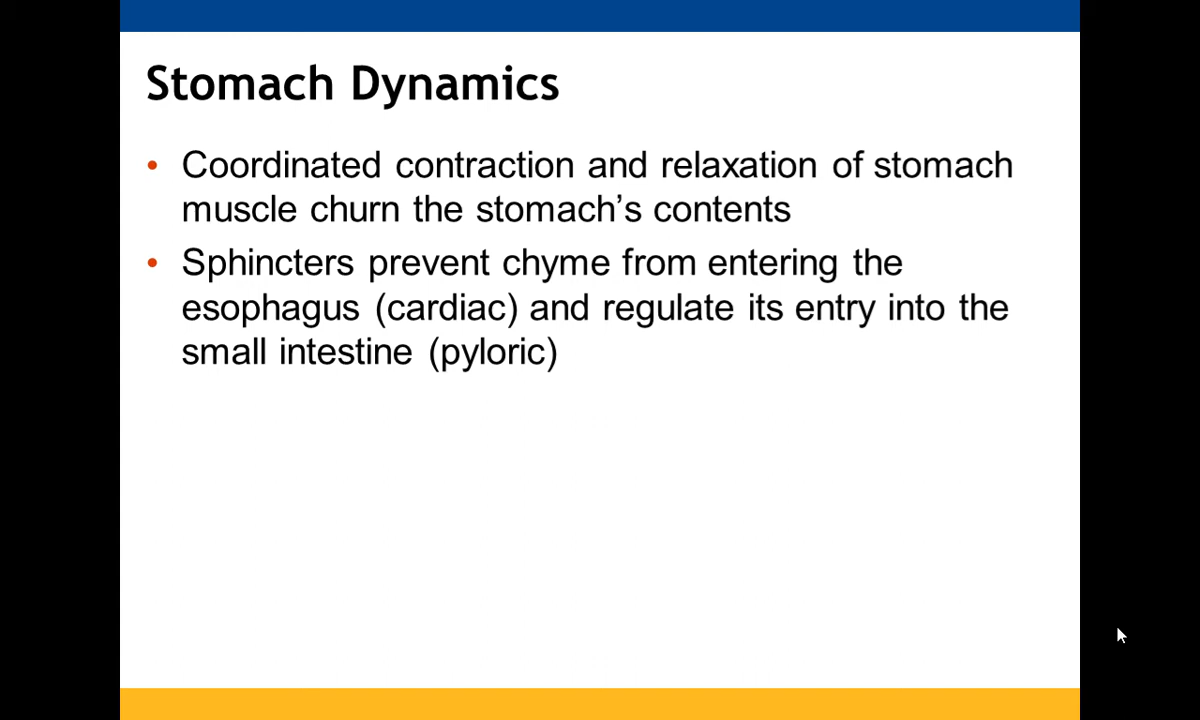 Stomach Dynamics
• Coordinated contraction and relaxation of stomach
muscle churn the stomach’s contents
• Sphincters prevent chyme from entering the
esophagus (cardiac) and regulate its entry into the
small intestine (pyloric)